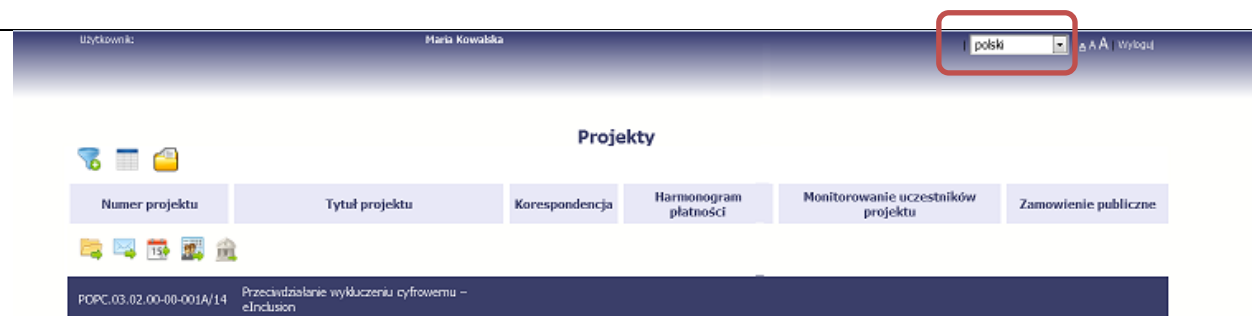 Użytkownik: Maria Kowalska | polski A A A | Wyloguj
Projekty
Numer projektu
Tytuł projektu
Korespondencja
Harmonogram
płatności
Monitorowanie uczestników
projektu
Zamowienie publiczne
15
POPC.03.02.00-00-001A/14
Przeciwdziałanie wykluczeniu cyfrowemu –
eInclusion